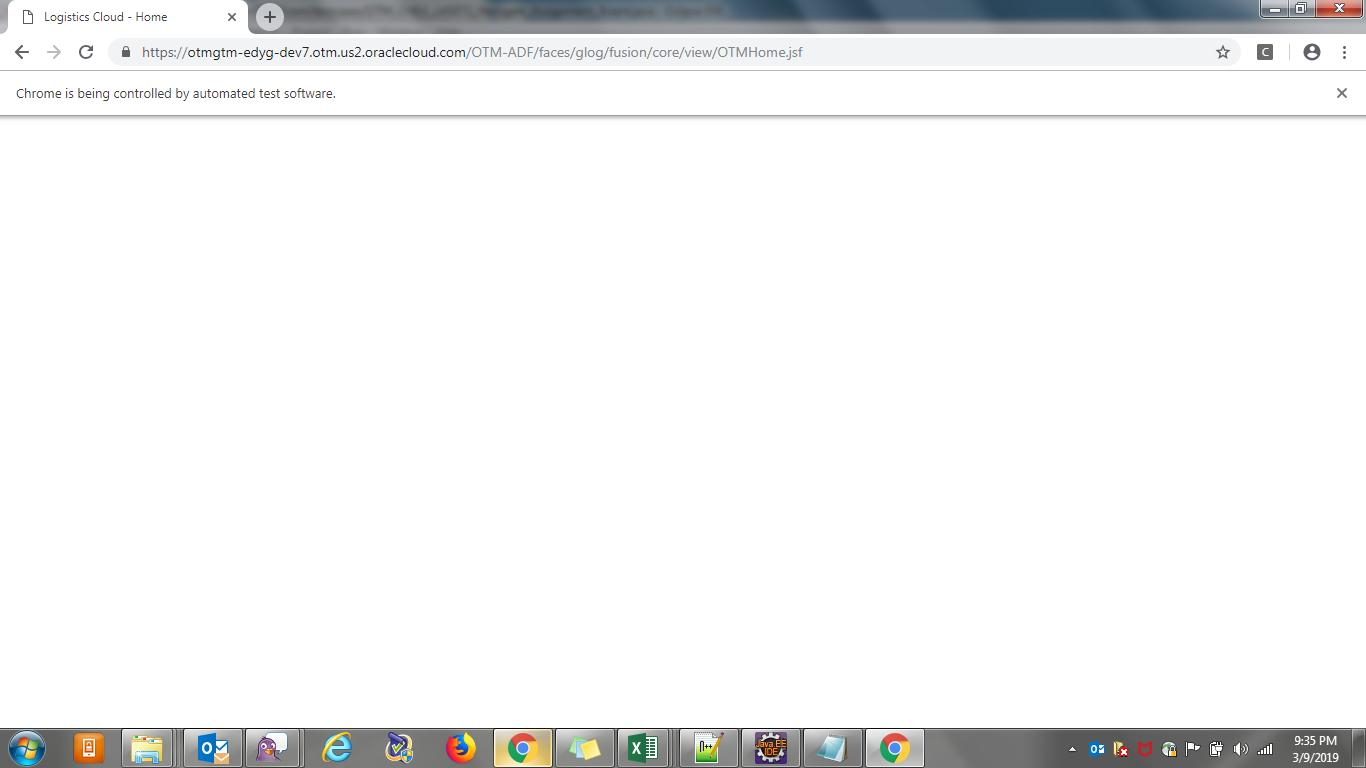 Logistics Cloud - Home
https://otmgtm-edyg-dev7.otm.us2.oraclecloud.com/OTM-ADF/faces/glog/fusion/core/view/OTMHome.jsf
C
Chrome is being controlled by automated test software.
Java EE
IDE
9:35 PM
3/9/2019